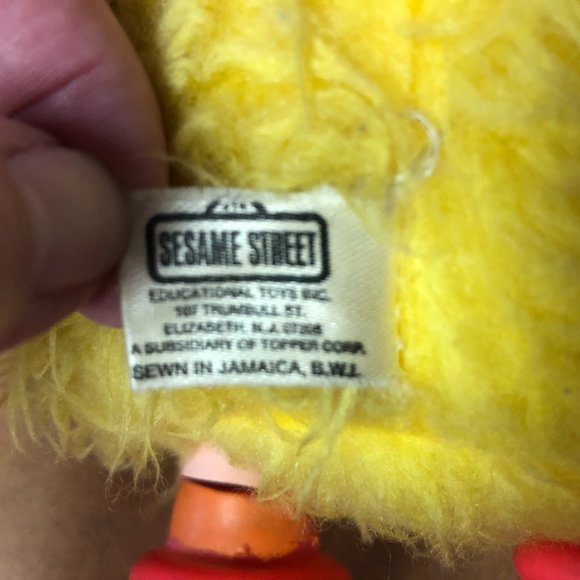 SESAME STREET
EDUCATIONAL TOYS INC.
107 TRUMBULL ST.
ELIZABETH, N.J. 07206
A SUBSIDIARY OF TOPPER CORP.
SEWN IN JAMAICA, B.W.I.